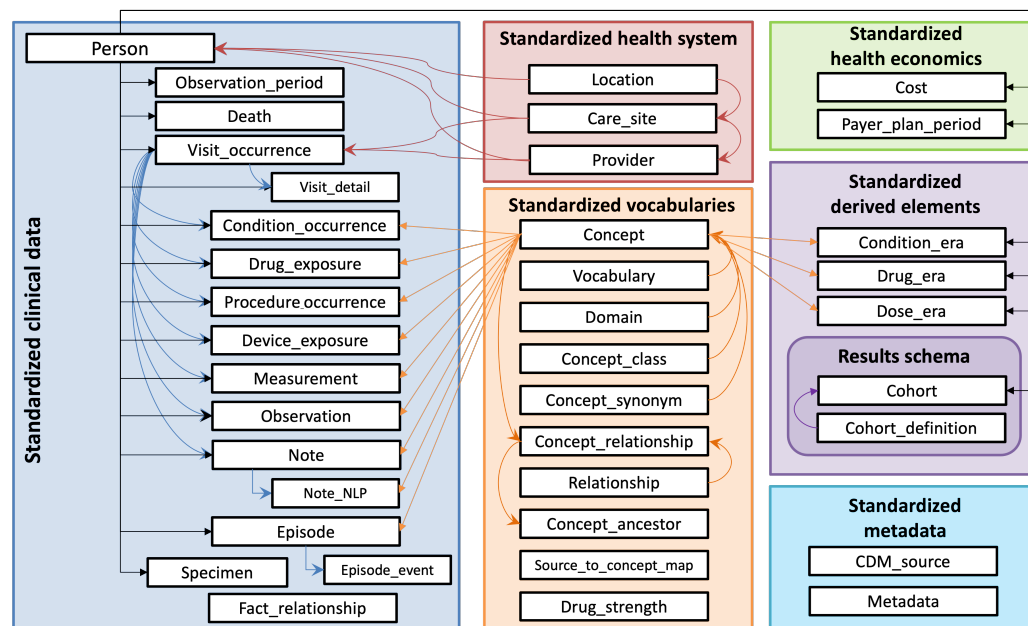 Standardized clinical data
Person
Observation_period
Death
Visit_occurrence
Visit_detail
Condition_occurrence
Drug_exposure
Procedure_occurrence
Device_exposure
Measurement
Observation
Note
Note_NLP
Episode
Episode_event
Specimen
Fact_relationship
Standardized health system
Location
Care_site
Provider
Standardized vocabularies
Concept
Vocabulary
Domain
Concept_class
Concept_synonym
Concept_relationship
Relationship
Concept_ancestor
Source_to_concept_map
Drug_strength
Standardized
health economics
Cost
Payer_plan_period
Standardized
derived elements
Condition_era
Drug_era
Dose_era
Results schema
Cohort
Cohort_definition
Standardized
metadata
CDM_source
Metadata